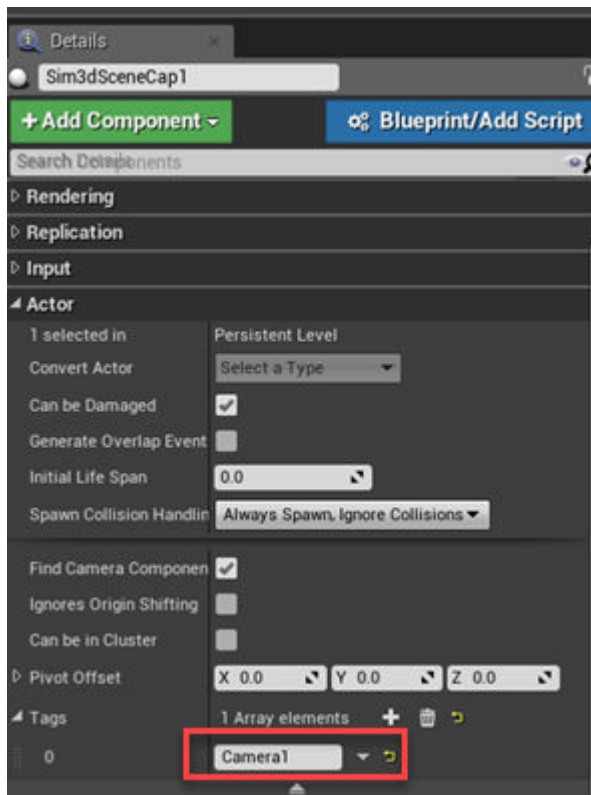 Details
Sim3dSceneCap1
+Add Component Blueprint/Add Script
Search Details
Rendering
Replication
Input
Actor
1 selected in Persistent Level
Convert Actor Select a Type
Can be Damaged
Generate Overlap Event
Initial Life Span 0.0
Spawn Collision Handlin Always Spawn, Ignore Collisions
Find Camera Componen
Ignores Origin Shifting
Can be in Cluster
Pivot Offset X 0.0 Y 0.0 Z 0.0
Tags 1 Array elements
0 Camera1